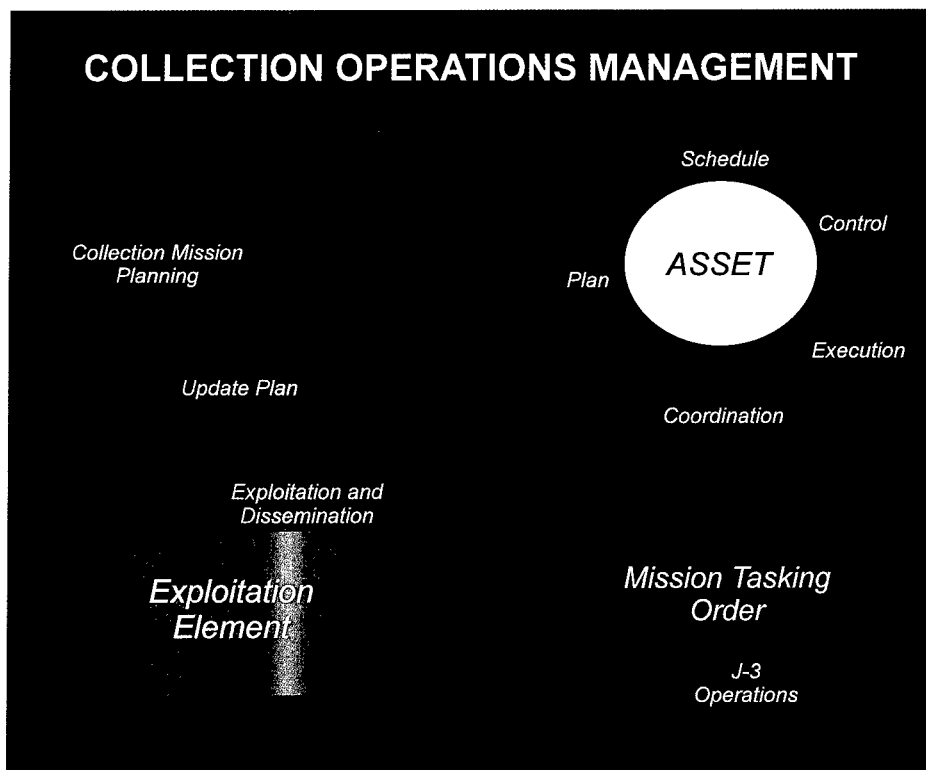 COLLECTION OPERATIONS MANAGEMENT
Schedule
Control
Collection Mission
Planning
ASSET
Plan
Execution
Update Plan
Coordination
Exploitation and
Dissemination
Exploitation
Element
Mission Tasking
Order
J-3
Operations